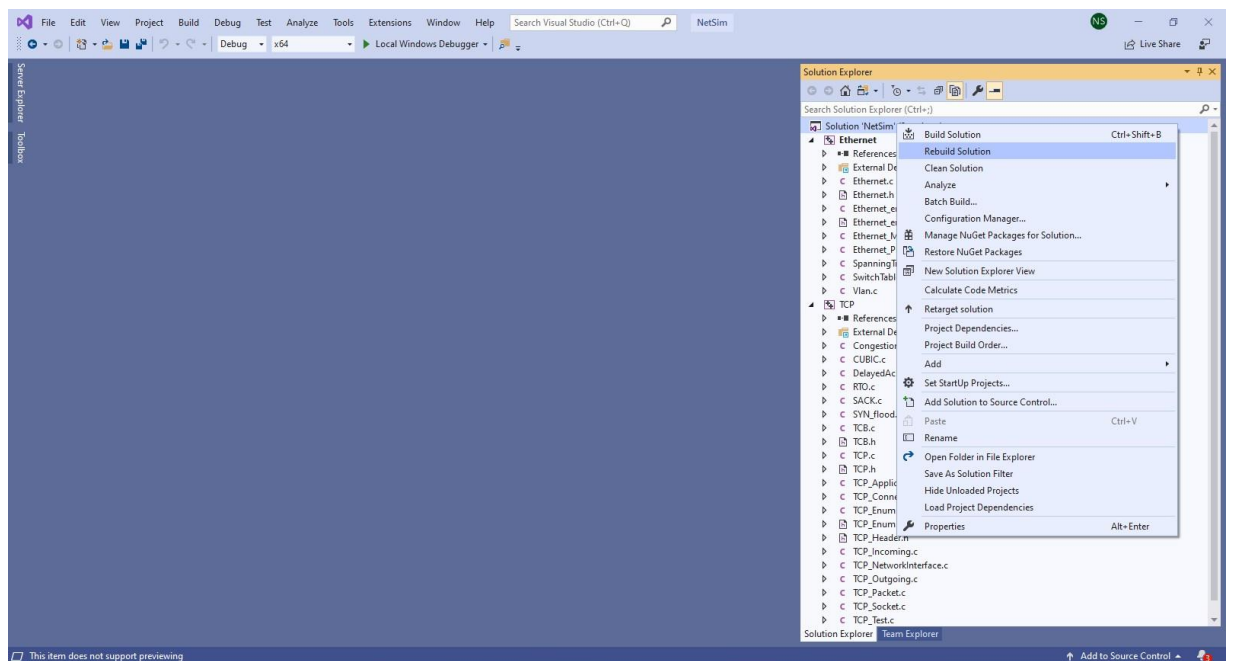 File Edit View Project Build Debug Test Analyze Tools Extensions Window Help Search Visual Studio (Ctrl+Q) NetSim NS
Debug x64 Local Windows Debugger Live Share
Server Explorer
Toolbox
Solution Explorer
Search Solution Explorer (Ctrl+;)
Solution 'NetSim'
Ethernet
References
External De
Ethernet.c
Ethernet.h
Ethernet_e
Ethernet_e
Ethernet_M
Ethernet_P
SpanningT
SwitchTabl
Vlan.c
TCP
References
External De
Congestion
CUBIC.c
DelayedAc
RTO.c
SACK.c
SYN_flood.
TCB.c
TCB.h
TCP.c
TCP.h
TCP_Applic
TCP_Conne
TCP_Enum
TCP_Enum
TCP_Header.h
TCP_Incoming.c
TCP_NetworkInterface.c
TCP_Outgoing.c
TCP_Packet.c
TCP_Socket.c
TCP_Test.c
Build Solution Ctrl+Shift+B
Rebuild Solution
Clean Solution
Analyze
Batch Build...
Configuration Manager...
Manage NuGet Packages for Solution...
Restore NuGet Packages
New Solution Explorer View
Calculate Code Metrics
Retarget solution
Project Dependencies...
Project Build Order...
Add
Set StartUp Projects...
Add Solution to Source Control...
Paste Ctrl+V
Rename
Open Folder in File Explorer
Save As Solution Filter
Hide Unloaded Projects
Load Project Dependencies
Properties Alt+Enter
Solution Explorer Team Explorer
This item does not support previewing Add to Source Control